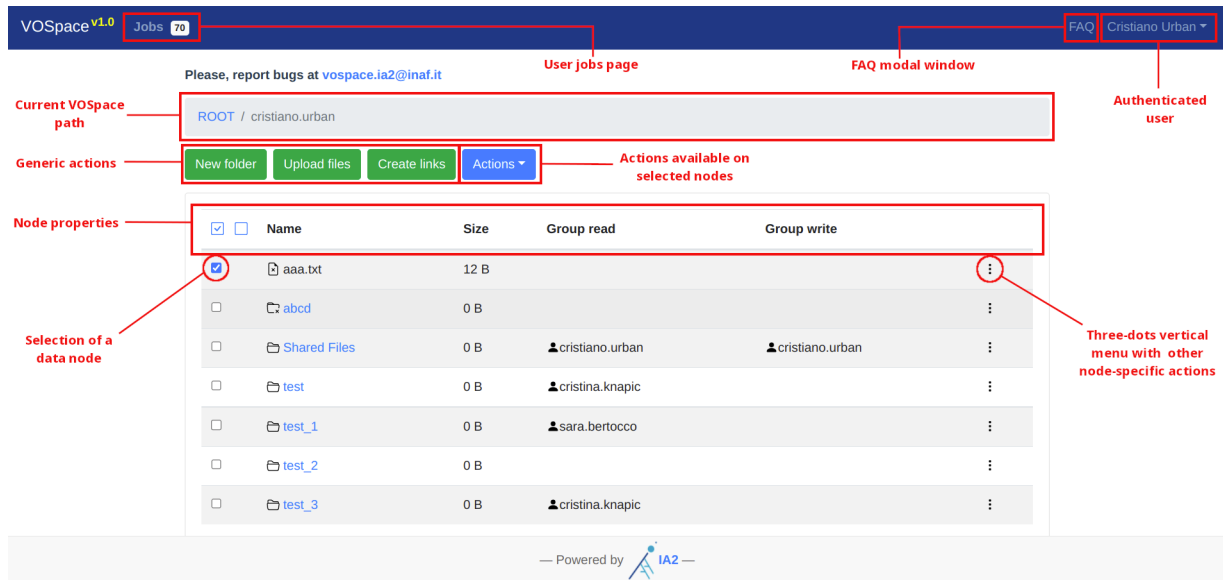 VOSpace v1.0 Jobs 70 FAQ Cristiano Urban
User jobs page
FAQ modal window
Authenticated
user
Please, report bugs at vospace.ia2@inaf.it
Current VOSpace
path
ROOT / cristiano.urban
Generic actions
New folder Upload files Create links Actions
Actions available on
selected nodes
Node properties
Name Size Group read Group write
aaa.txt 12 B
abcd 0 B
Selection of a
data node
Shared Files 0 B cristiano.urban cristiano.urban
Three-dots vertical
menu with other
node-specific actions
test 0 B cristina.knapic
test_1 0 B sara.bertocco
test_2 0 B
test_3 0 B cristina.knapic
— Powered by IA2 —